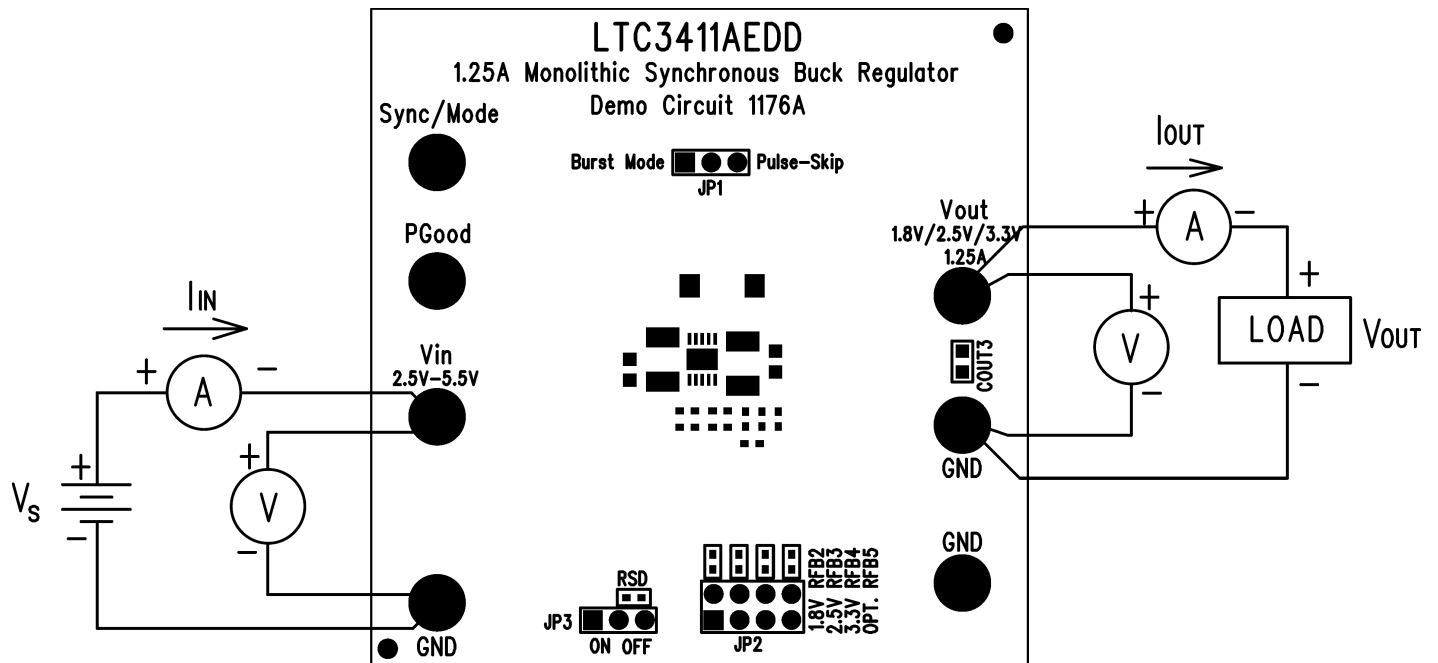 LTC3411AEDD
1.25A Monolithic Synchronous Buck Regulator
Demo Circuit 1176A
Sync/Mode
Burst Mode
Pulse-Skip
JP1
PGood
Vout
1.8V/2.5V/3.3V
1.25A
IOUT
+
A
-
IIN
+
A
-
Vin
2.5V-5.5V
+
V
-
COUT3
+
LOAD
-
VOUT
+
VS
-
+
V
-
GND
GND
GND
RSD
JP3
ON OFF
JP2
1.8V RFB2
2.5V RFB3
3.3V RFB4
OPT. RFB5